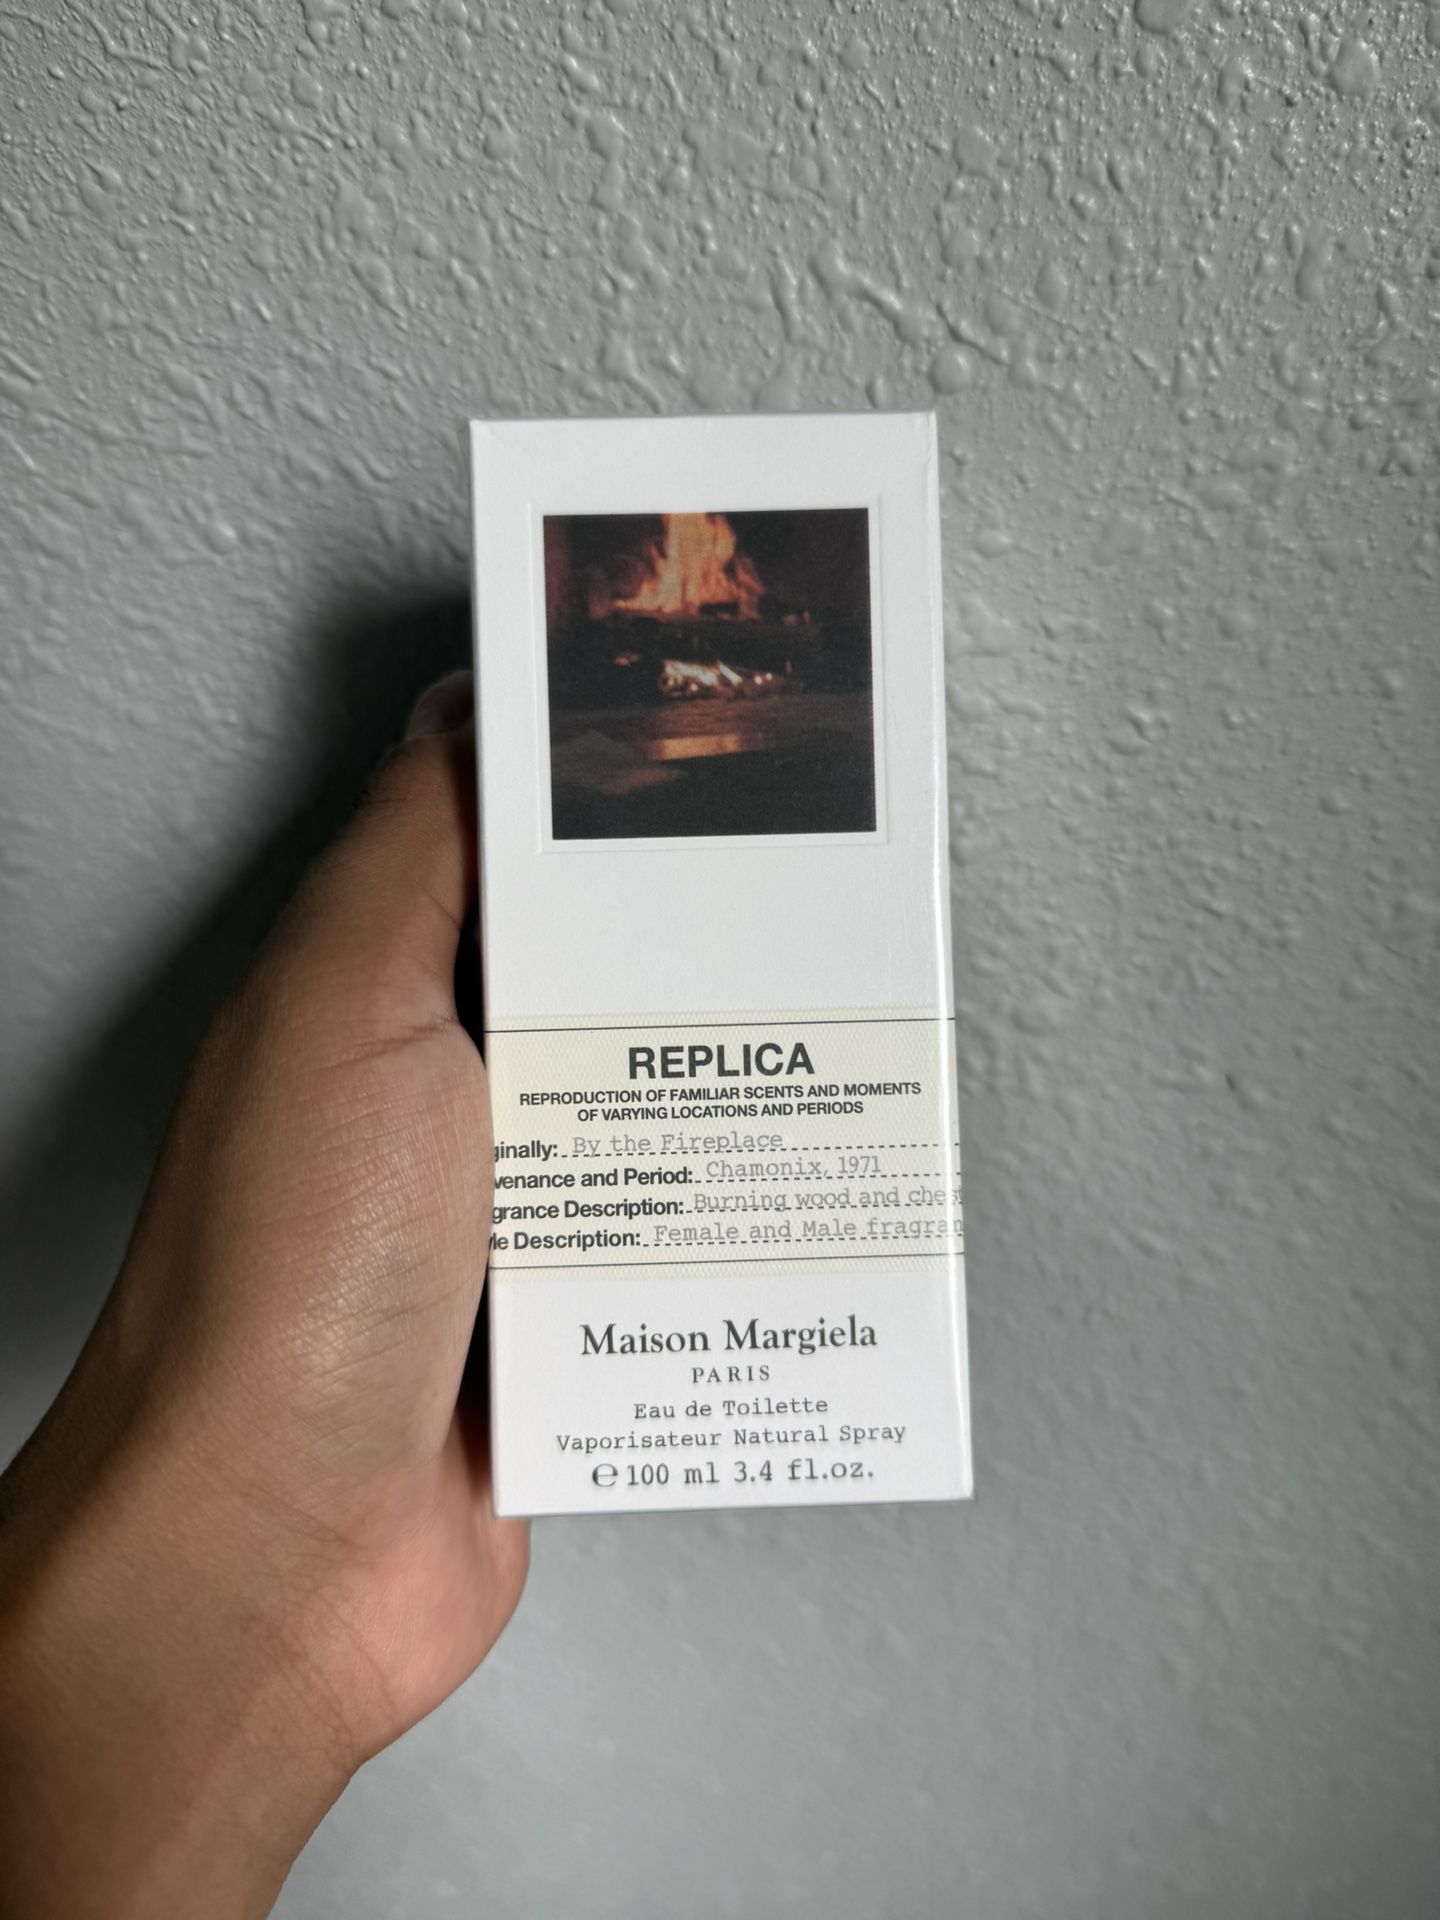 REPLICA
REPRODUCTION OF FAMILIAR SCENTS AND MOMENTS
OF VARYING LOCATIONS AND PERIODS
ginally: By the Fireplace
venance and Period: Chamonix, 1971
grance Description: Burning wood and chest
le Description: Female and Male fragran
Maison Margiela
PARIS
Eau de Toilette
Vaporisateur Natural Spray
℮ 100 ml 3.4 fl.oz.